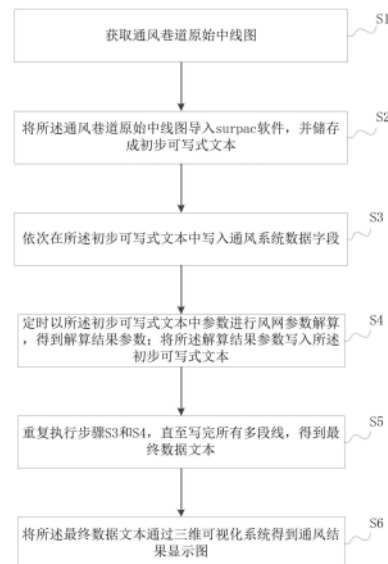 S1
获取通风巷道原始中线图
S2
将所述通风巷道原始中线图导入surpac软件，并储存
成初步可写式文本
S3
依次在所述初步可写式文本中写入通风系统数据字段
S4
定时以所述初步可写式文本中参数进行风网参数解算
，得到解算结果参数；将所述解算结果参数写入所述
初步可写式文本
S5
重复执行步骤S3和S4，直至写完所有多段线，得到最
终数据文本
S6
将所述最终数据文本通过三维可视化系统得到通风结
果显示图